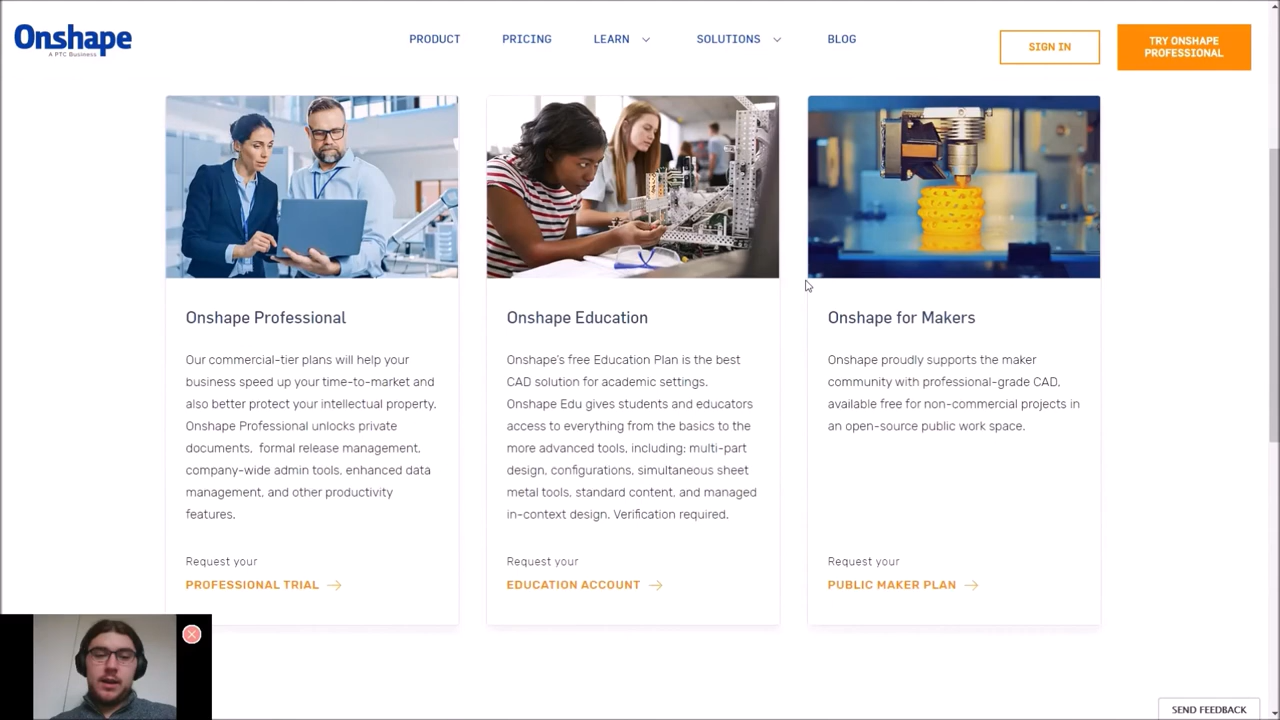 Onshape
A PTC Business
PRODUCT
PRICING
LEARN
SOLUTIONS
BLOG
SIGN IN
TRY ONSHAPE
PROFESSIONAL
Onshape Professional
Our commercial-tier plans will help your
business speed up your time-to-market and
also better protect your intellectual property.
Onshape Professional unlocks private
documents,  formal release management,
company-wide admin tools, enhanced data
management, and other productivity
features.
Request your
PROFESSIONAL TRIAL
Onshape Education
Onshape's free Education Plan is the best
CAD solution for academic settings.
Onshape Edu gives students and educators
access to everything from the basics to the
more advanced tools, including: multi-part
design, configurations, simultaneous sheet
metal tools, standard content, and managed
in-context design. Verification required.
Request your
EDUCATION ACCOUNT
Onshape for Makers
Onshape proudly supports the maker
community with professional-grade CAD,
available free for non-commercial projects in
an open-source public work space.
Request your
PUBLIC MAKER PLAN
SEND FEEDBACK